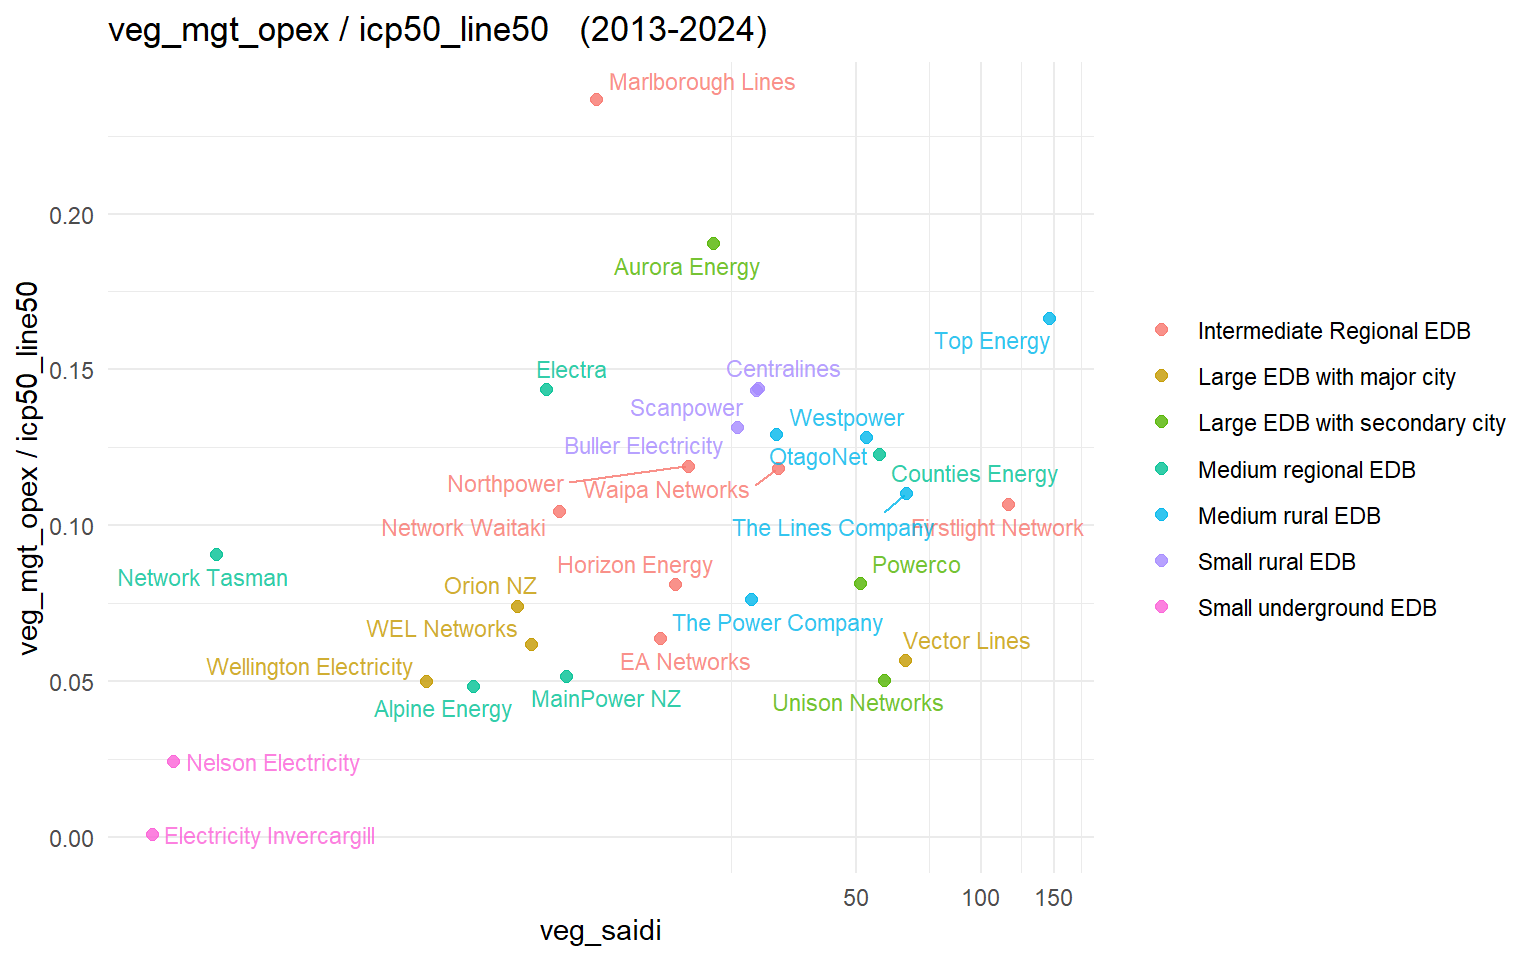 veg_mgt_opex / icp50_line50 (2013-2024)
Marlborough Lines
0.20
Aurora Energy
Top Energy
0.15
Electra
Centralines
Scanpower
Westpower
Buller Electricity
OtagoNet
Northpower
Waipa Networks
Counties Energy
0.10
Network Waitaki
The Lines Company
Firstlight Network
Network Tasman
Horizon Energy
Powerco
Orion NZ
WEL Networks
The Power Company
Vector Lines
Wellington Electricity
EA Networks
0.05
Alpine Energy
MainPower NZ
Unison Networks
Nelson Electricity
0.00
Electricity Invercargill
50
100
150
veg_saidi
veg_mgt_opex / icp50_line50
Intermediate Regional EDB
Large EDB with major city
Large EDB with secondary city
Medium regional EDB
Medium rural EDB
Small rural EDB
Small underground EDB